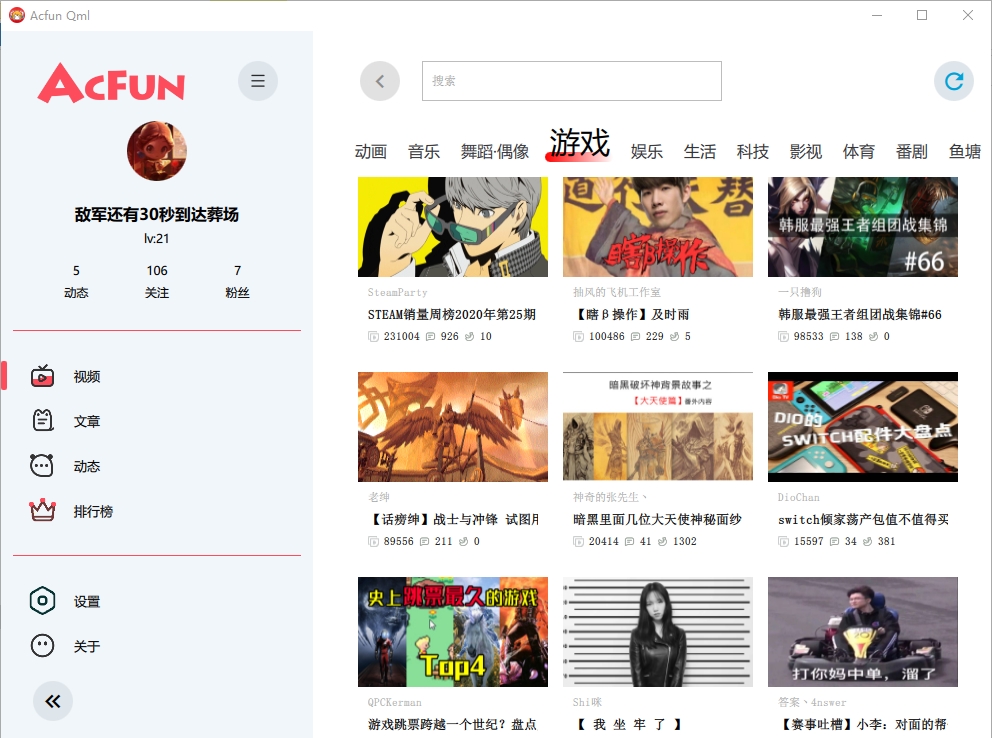 Acfun Qml
ACFUN
搜索
敌军还有30秒到达葬场
lv:21
5 106 7
动态 关注 粉丝
视频
文章
动态
排行榜
设置
关于
动画 音乐 舞蹈·偶像 游戏 娱乐 生活 科技 影视 体育 番剧 鱼塘
瞎β操作
韩服最强王者组团战集锦
#66
SteamParty
STEAM销量周榜2020年第25期
231004 926 10
抽风的飞机工作室
【瞎β操作】及时雨
100486 229 5
一只撸狗
韩服最强王者组团战集锦#66
98533 138 0
暗黑破坏神背景故事之
【大天使篇】番外内容
DIO的
SWITCH配件大盘点
老绅
【话痨绅】战士与冲锋 试图用
89556 211 0
神奇的张先生丶
暗黑里面几位大天使神秘面纱
20414 41 1302
DioChan
switch倾家荡产包值不值得买
15597 34 381
史上跳票最久的游戏
Top4
打你妈中单，溜了
QPCKerman
游戏跳票跨越一个世纪？盘点
Shi咪
【 我 坐 牢 了 】
答案丶4nswer
【赛事吐槽】小李：对面的帮